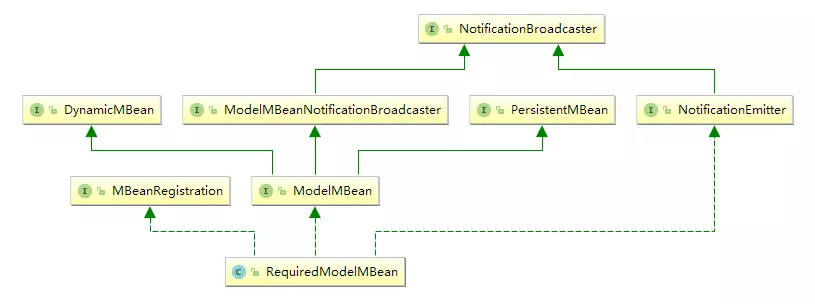 I NotificationBroadcaster
I DynamicMBean
I ModelMBeanNotificationBroadcaster
I PersistentMBean
I NotificationEmitter
I MBeanRegistration
I ModelMBean
C RequiredModelMBean